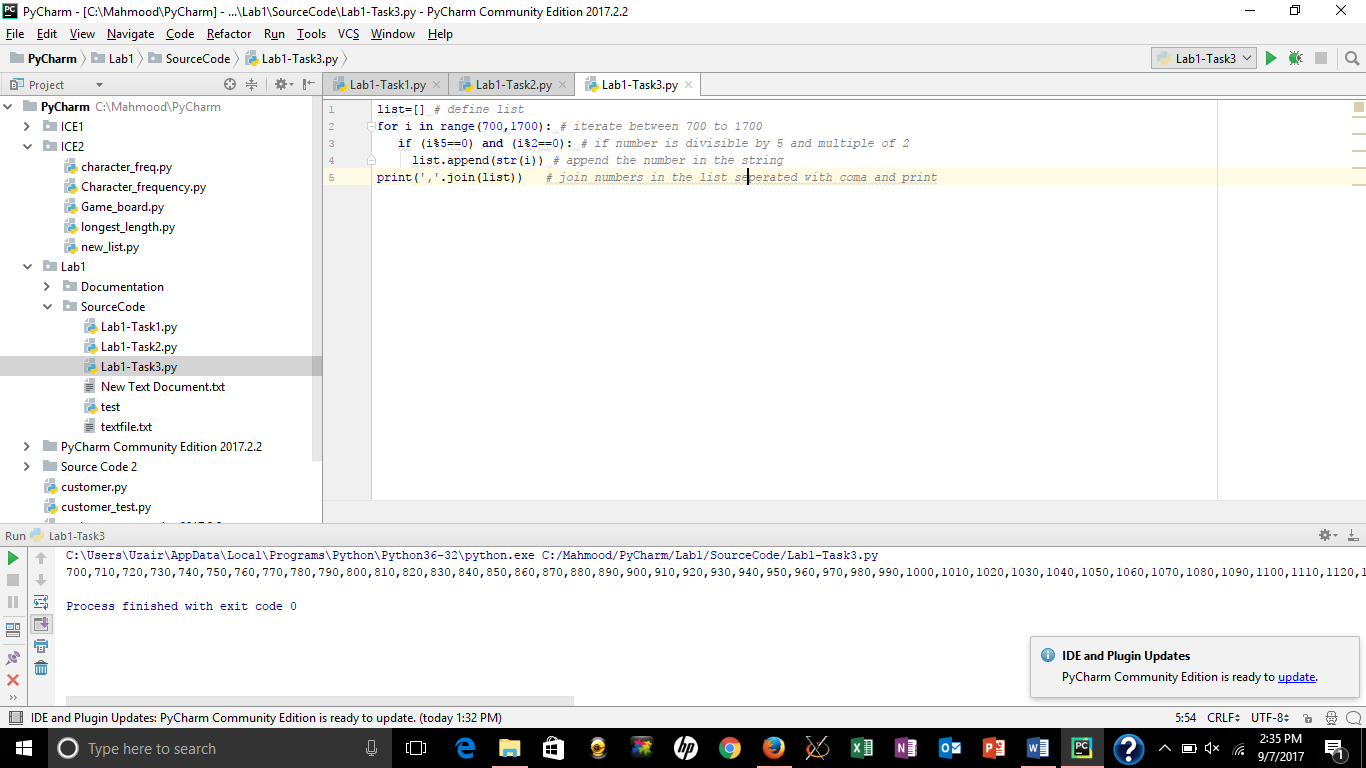 PyCharm - [C:\Mahmood\PyCharm] - ...\Lab1\SourceCode\Lab1-Task3.py - PyCharm Community Edition 2017.2.2
File Edit View Navigate Code Refactor Run Tools VCS Window Help
PyCharm Lab1 SourceCode Lab1-Task3.py Lab1-Task3
Project Lab1-Task1.py Lab1-Task2.py Lab1-Task3.py
PyCharm C:\Mahmood\PyCharm
ICE1
ICE2
character_freq.py
Character_frequency.py
Game_board.py
longest_length.py
new_list.py
Lab1
Documentation
SourceCode
Lab1-Task1.py
Lab1-Task2.py
Lab1-Task3.py
New Text Document.txt
test
textfile.txt
PyCharm Community Edition 2017.2.2
Source Code 2
customer.py
customer_test.py
1 list=[] # define list
2 for i in range(700,1700): # iterate between 700 to 1700
3 if (i%5==0) and (i%2==0): # if number is divisible by 5 and multiple of 2
4 list.append(str(i)) # append the number in the string
5 print(','.join(list)) # join numbers in the list seperated with coma and print
Run Lab1-Task3
C:\Users\Uzair\AppData\Local\Programs\Python\Python36-32\python.exe C:/Mahmood/PyCharm/Lab1/SourceCode/Lab1-Task3.py
700,710,720,730,740,750,760,770,780,790,800,810,820,830,840,850,860,870,880,890,900,910,920,930,940,950,960,970,980,990,1000,1010,1020,1030,1040,1050,1060,1070,1080,1090,1100,1110,1120,1
Process finished with exit code 0
IDE and Plugin Updates
PyCharm Community Edition is ready to update.
IDE and Plugin Updates: PyCharm Community Edition is ready to update. (today 1:32 PM) 5:54 CRLF UTF-8
Type here to search
2:35 PM
9/7/2017
1